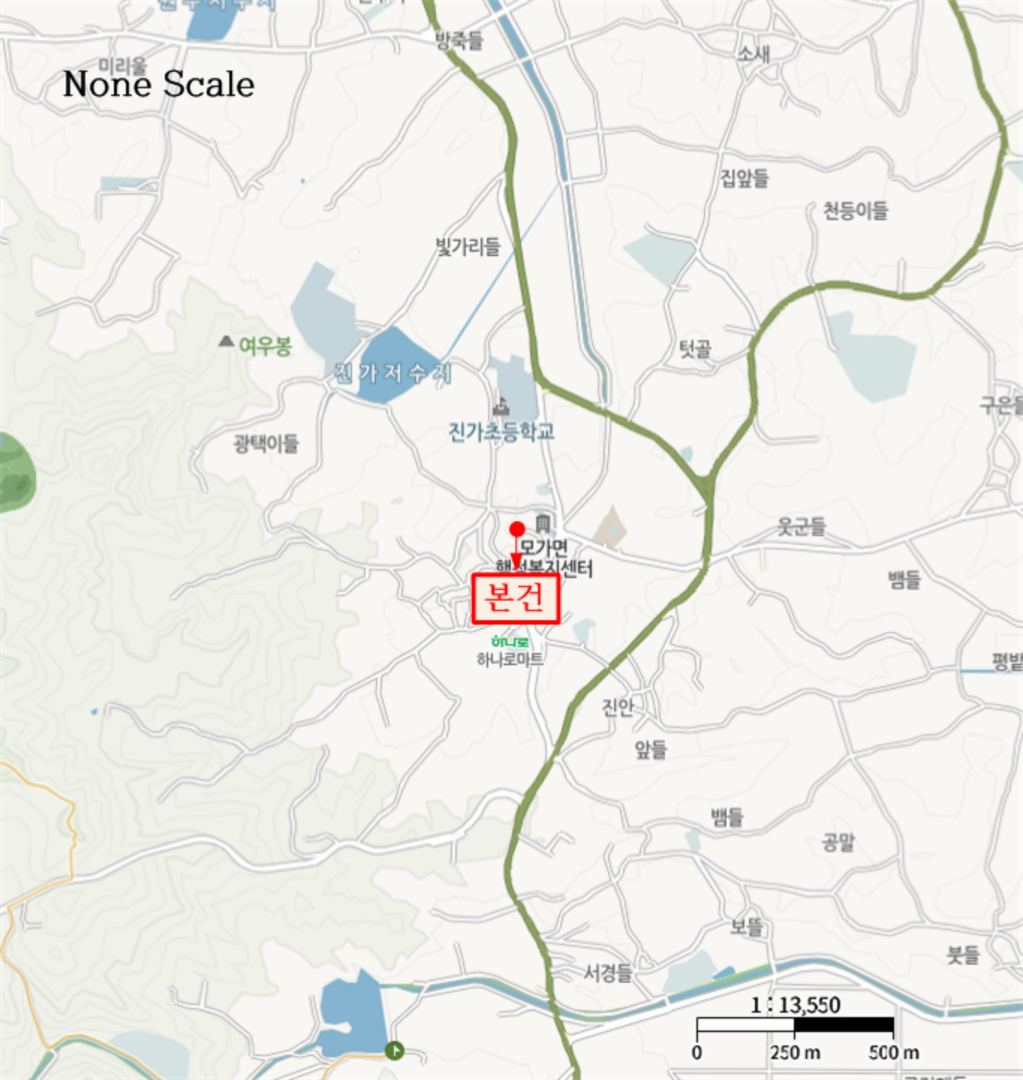 방죽들
소새
미리울
None Scale
집앞들
천등이들
빛가리들
여우봉
텃골
진가저수지
구은들
진가초등학교
광택이들
웃군들
모가면
행정복지센터
뱀들
본건
하나로
하나로마트
평밭
진안
앞들
뱀들
공말
보뜰
붓들
서경들
1 : 13,550
0 250 m 500 m